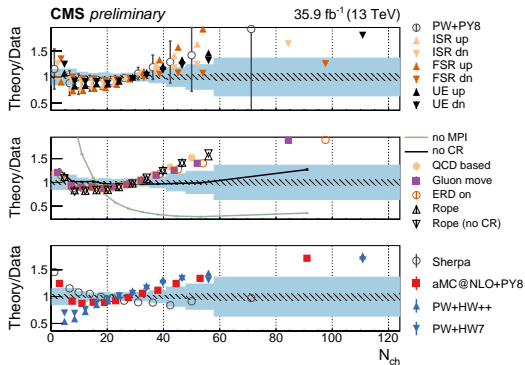 CMS preliminary 35.9 fb⁻¹ (13 TeV)
Theory/Data
1.5
1
0.5
PW+PY8
ISR up
ISR dn
FSR up
FSR dn
UE up
UE dn
Theory/Data
1.5
1
0.5
no MPI
no CR
QCD based
Gluon move
ERD on
Rope
Rope (no CR)
Theory/Data
1.5
1
0.5
Sherpa
aMC@NLO+PY8
PW+HW++
PW+HW7
0 20 40 60 80 100 120
N_ch